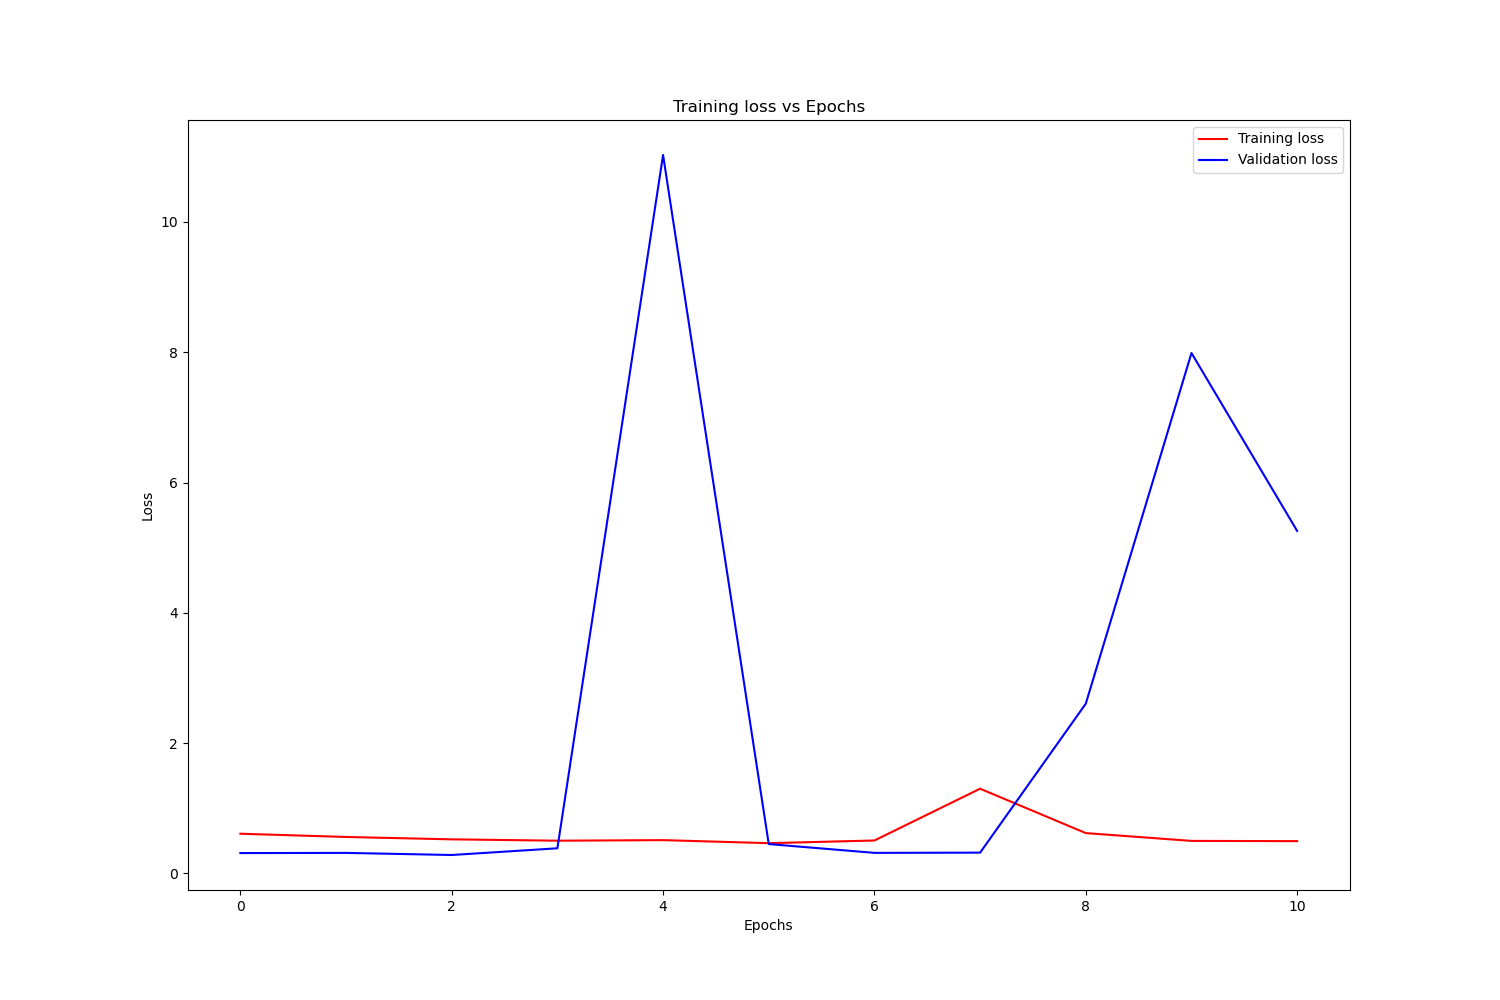 Training loss vs Epochs
Training loss
Validation loss
10
8
6
4
2
0
Loss
0 2 4 6 8 10
Epochs